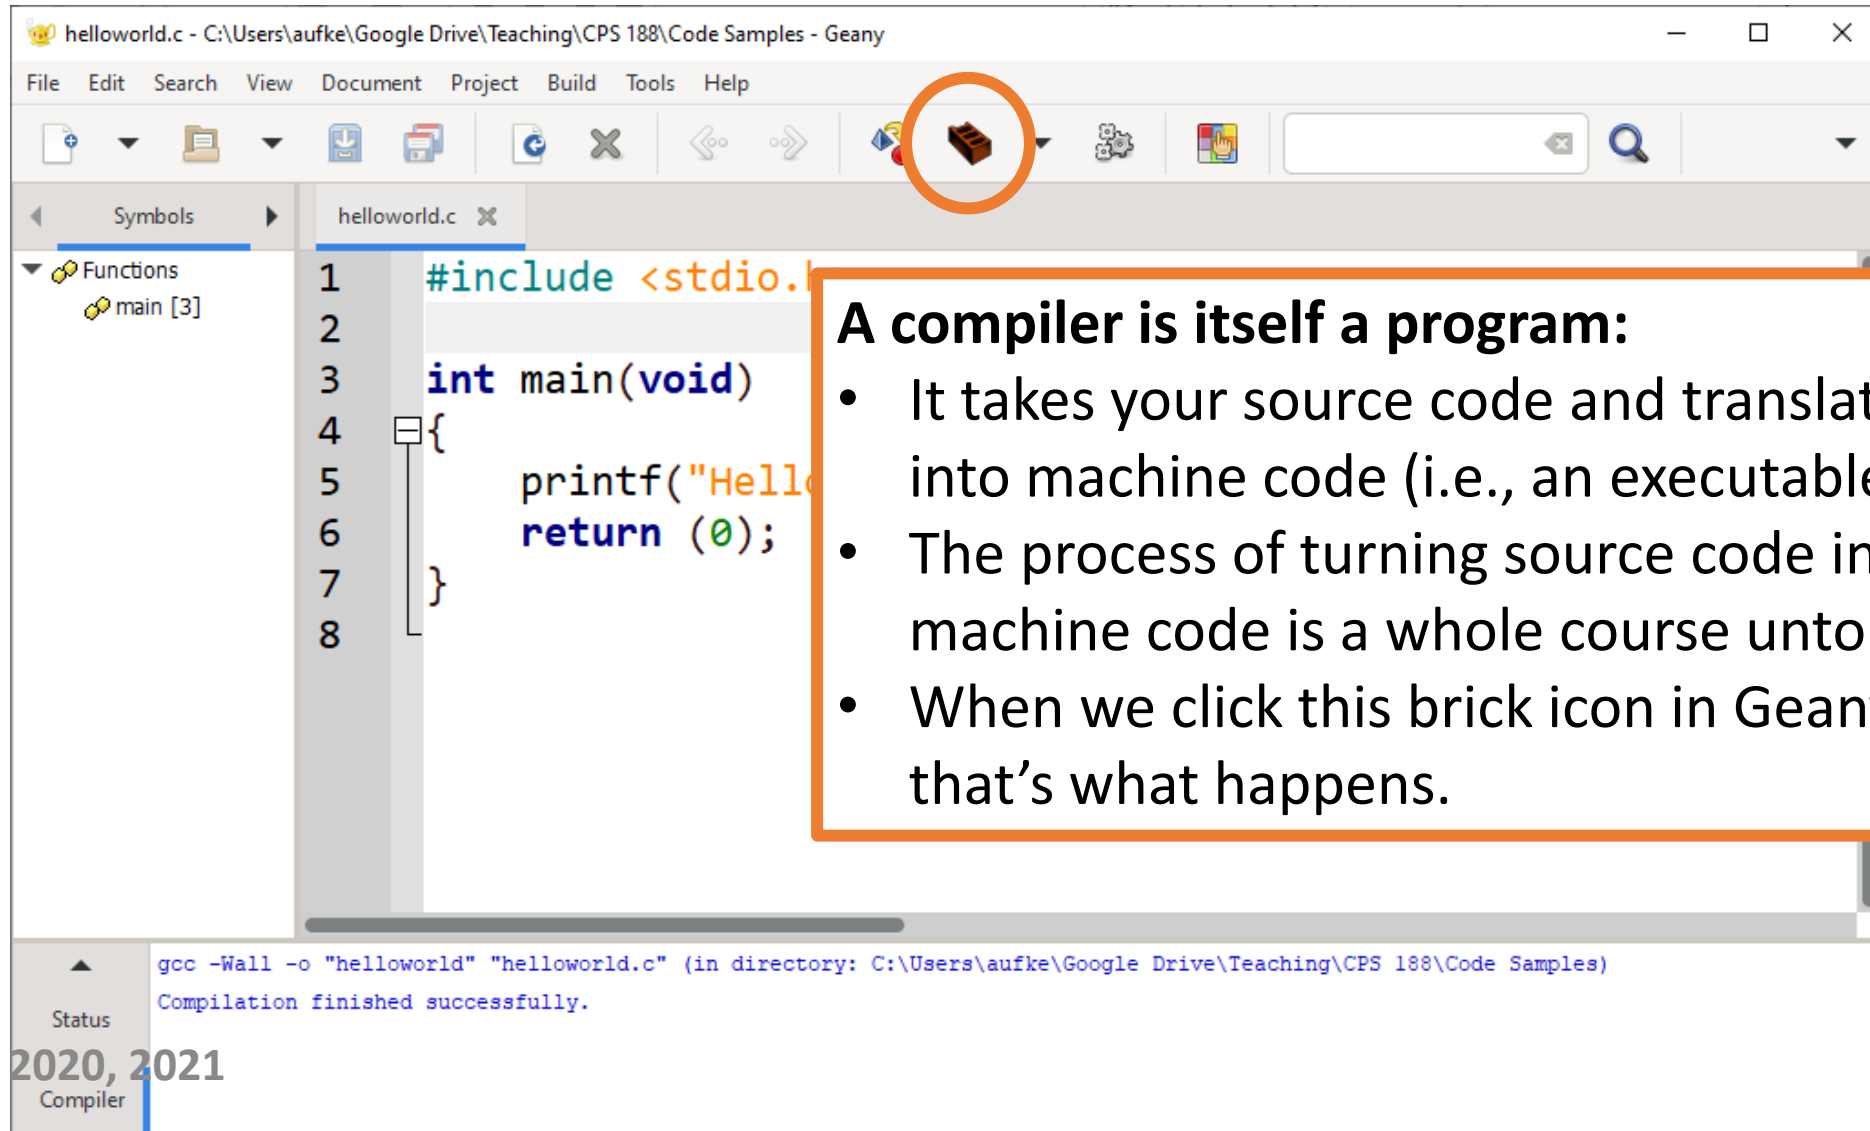 helloworld.c - C:\Users\aufke\Google Drive\Teaching\CPS 188\Code Samples - Geany
File Edit Search View Document Project Build Tools Help
Symbols helloworld.c
Functions
main [3]
1 #include <stdio.h
2
3 int main(void)
4 {
5 printf("Hello
6 return (0);
7 }
8
A compiler is itself a program:
• It takes your source code and translat
into machine code (i.e., an executable
• The process of turning source code in
machine code is a whole course unto
• When we click this brick icon in Geany
that’s what happens.
gcc -Wall -o "helloworld" "helloworld.c" (in directory: C:\Users\aufke\Google Drive\Teaching\CPS 188\Code Samples)
Compilation finished successfully.
Status
2020, 2021
Compiler